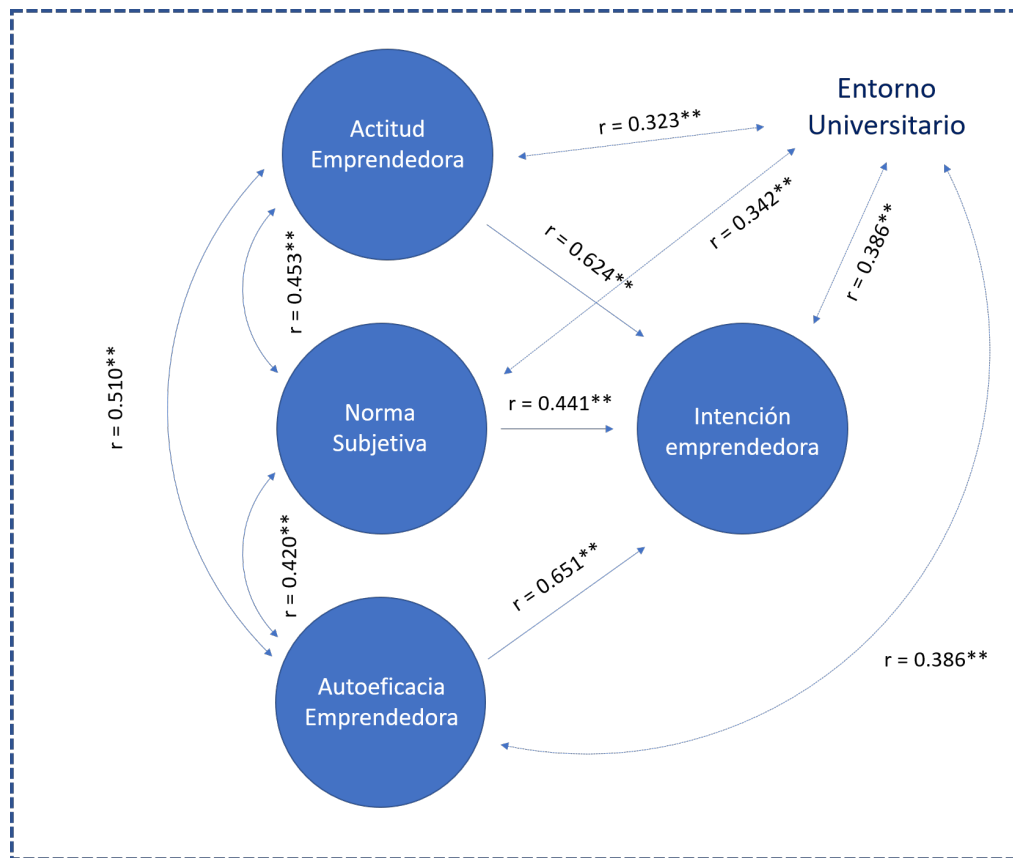 Actitud
Emprendedora
Entorno
Universitario
r = 0.323**
r = 0.342**
r = 0.624**
r = 0.386**
r = 0.453**
r = 0.510**
Norma
Subjetiva
r = 0.441**
Intención
emprendedora
r = 0.420**
r = 0.651**
r = 0.386**
Autoeficacia
Emprendedora